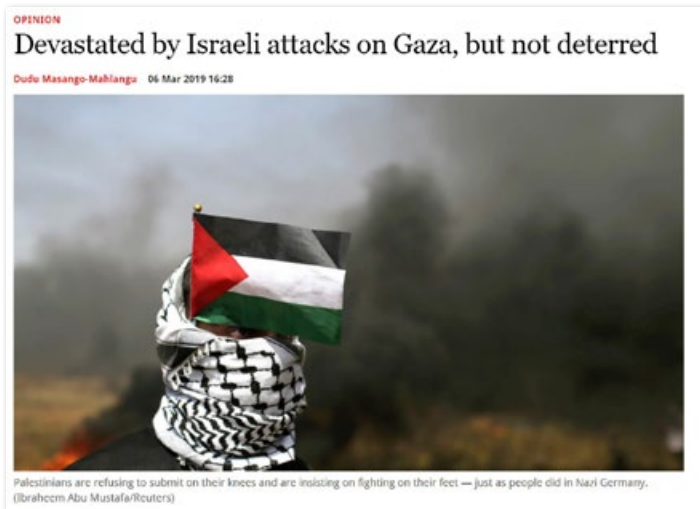 OPINION
Devastated by Israeli attacks on Gaza, but not deterred
Dudu Masango-Mahlangu 06 Mar 2019 16:28
Palestinians are refusing to submit on their knees and are insisting on fighting on their feet — just as people did in Nazi Germany.
(Ibraheem Abu Mustafa/Reuters)